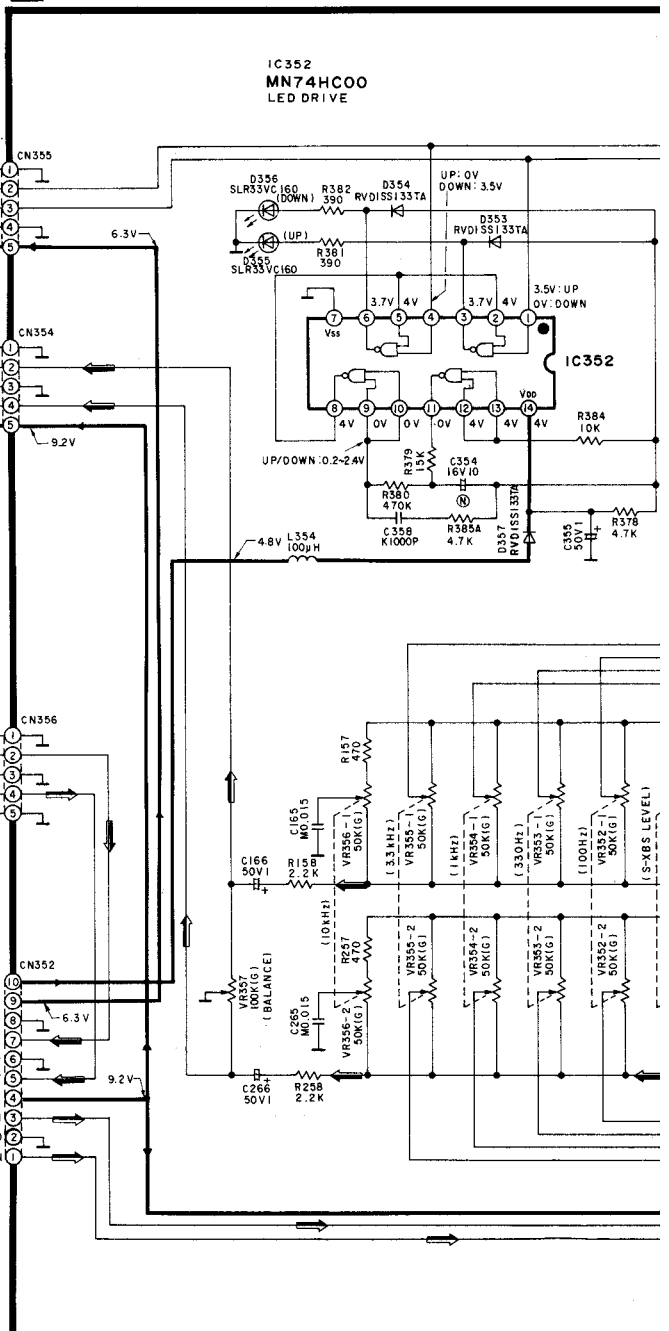 IC352
MN74HC00
LED DRIVE
CN355
1
2
3
4
5
6.3V
D356
SLR33VC160
(DOWN)
R382
390
D354
RVD1SS133TA
UP: 0V
DOWN: 3.5V
D353
RVD1SS133TA
(UP)
D355
SLR33VC160
R381
390
3.7V
4V
3.7V
4V
3.5V: UP
0V: DOWN
7
6
5
4
3
2
1
VSS
IC352
CN354
1
2
3
4
5
9.2V
VDD
8
9
10
11
12
13
14
4V
0V
0V
0V
4V
4V
4V
UP/DOWN: 0.2~2.4V
R379
15K
C354
16V10
N
R384
10K
R380
470K
C358
K1000P
R385A
4.7K
D357
RVD1SS133TA
C355
50V1
+
R378
4.7K
4.8V
L354
100μH
CN356
1
2
3
4
5
R157
470
C165
M0.015
VR356-1
50K(G)
(3.3kHz)
VR355-1
50K(G)
(1kHz)
VR354-1
50K(G)
(330Hz)
VR353-1
50K(G)
(100Hz)
VR352-1
50K(G)
(S-XBS LEVEL)
C166
50V1
+
R158
2.2K
(10kHz)
R257
470
VR355-2
50K(G)
VR354-2
50K(G)
VR353-2
50K(G)
VR352-2
50K(G)
CN352
10
9
8
7
6
5
4
3
2
1
6.3V
9.2V
VR357
100K(G)
(BALANCE)
C265
M0.015
VR356-2
50K(G)
C266
50V1
+
R258
2.2K